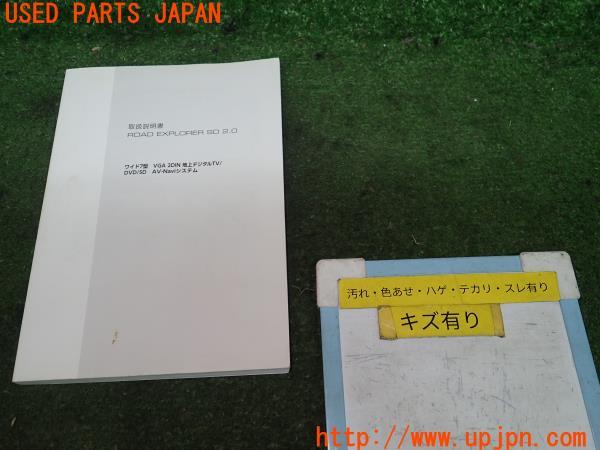 USED PARTS JAPAN
取扱説明書
ROAD EXPLORER SD 2.0
ワイド7型 VGA 2DIN 地上デジタルTV/
DVD/SD AV-Naviシステム
汚れ・色あせ・ハゲ・テカリ・スレ有り
キズ有り
http://www.upjpn.com